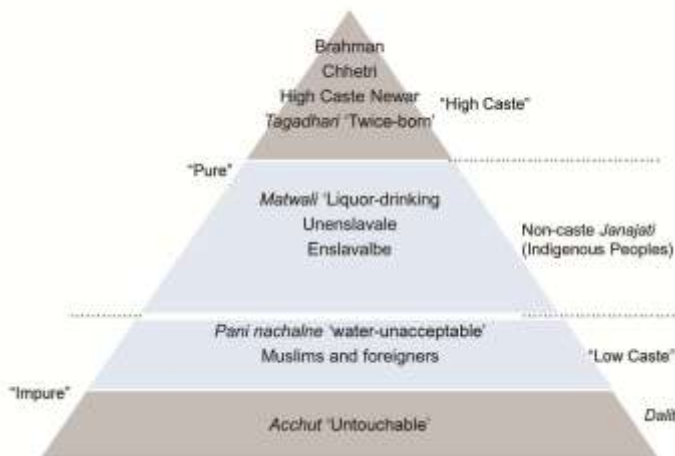 Brahman
Chhetri
High Caste Newar
Tagadhari 'Twice-born'
"High Caste"
"Pure"
Matwali 'Liquor-drinking
Unenslavale
Enslavalbe
Non-caste Janajati
(Indigenous Peoples)
Pani nachalne 'water-unacceptable'
Muslims and foreigners
"Low Caste"
"Impure"
Acchut 'Untouchable'
Dalit